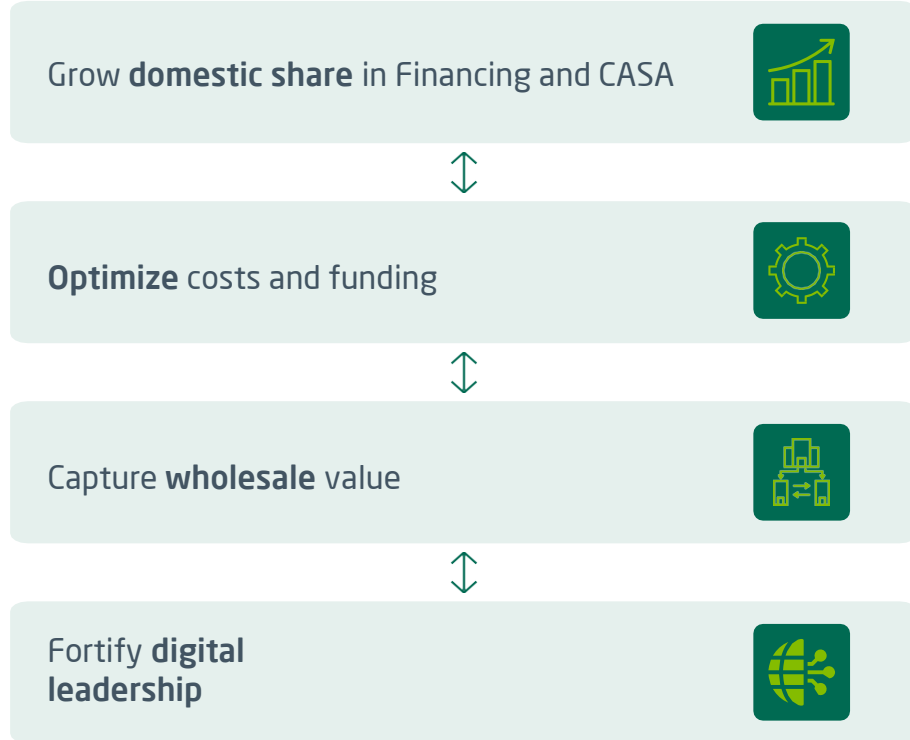 Grow domestic share in Financing and CASA
Optimize costs and funding
Capture wholesale value
Fortify digital
leadership